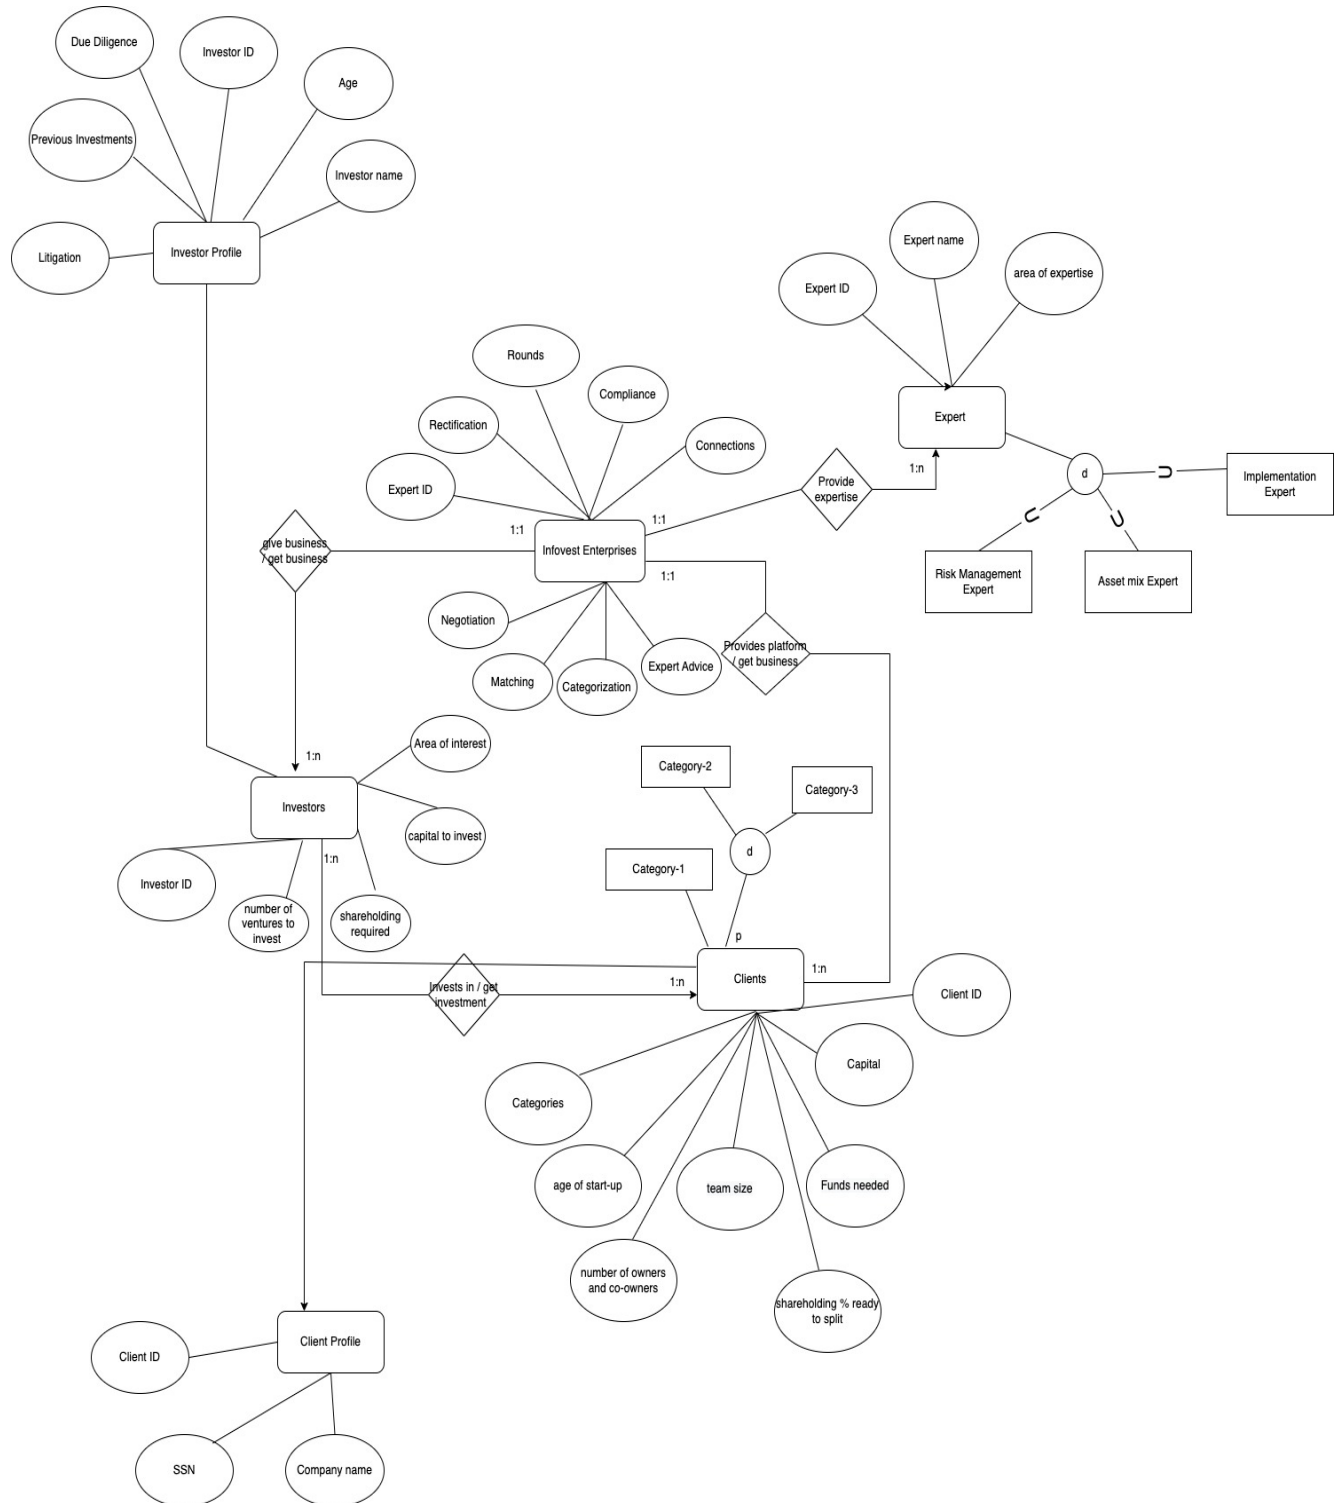 Due Diligence
Investor ID
Age
Previous Investments
Investor name
Litigation
Investor Profile
Expert name
Expert ID
area of expertise
Rounds
Compliance
Rectification
Connections
Expert
Expert ID
1:n
Provide
expertise
d
Implementation
Expert
1:1
1:1
give business
/ get business
Infovest Enterprises
1:1
Risk Management
Expert
Asset mix Expert
Negotiation
Provides platform
/ get business
Expert Advice
Matching
Categorization
Area of interest
1:n
Category-2
Category-3
Investors
capital to invest
1:n
d
Category-1
Investor ID
number of
ventures to
invest
shareholding
required
p
1:n
Clients
1:n
Invests in / get
investment
Client ID
Capital
Categories
age of start-up
team size
Funds needed
number of owners
and co-owners
shareholding % ready
to split
Client Profile
Client ID
SSN
Company name